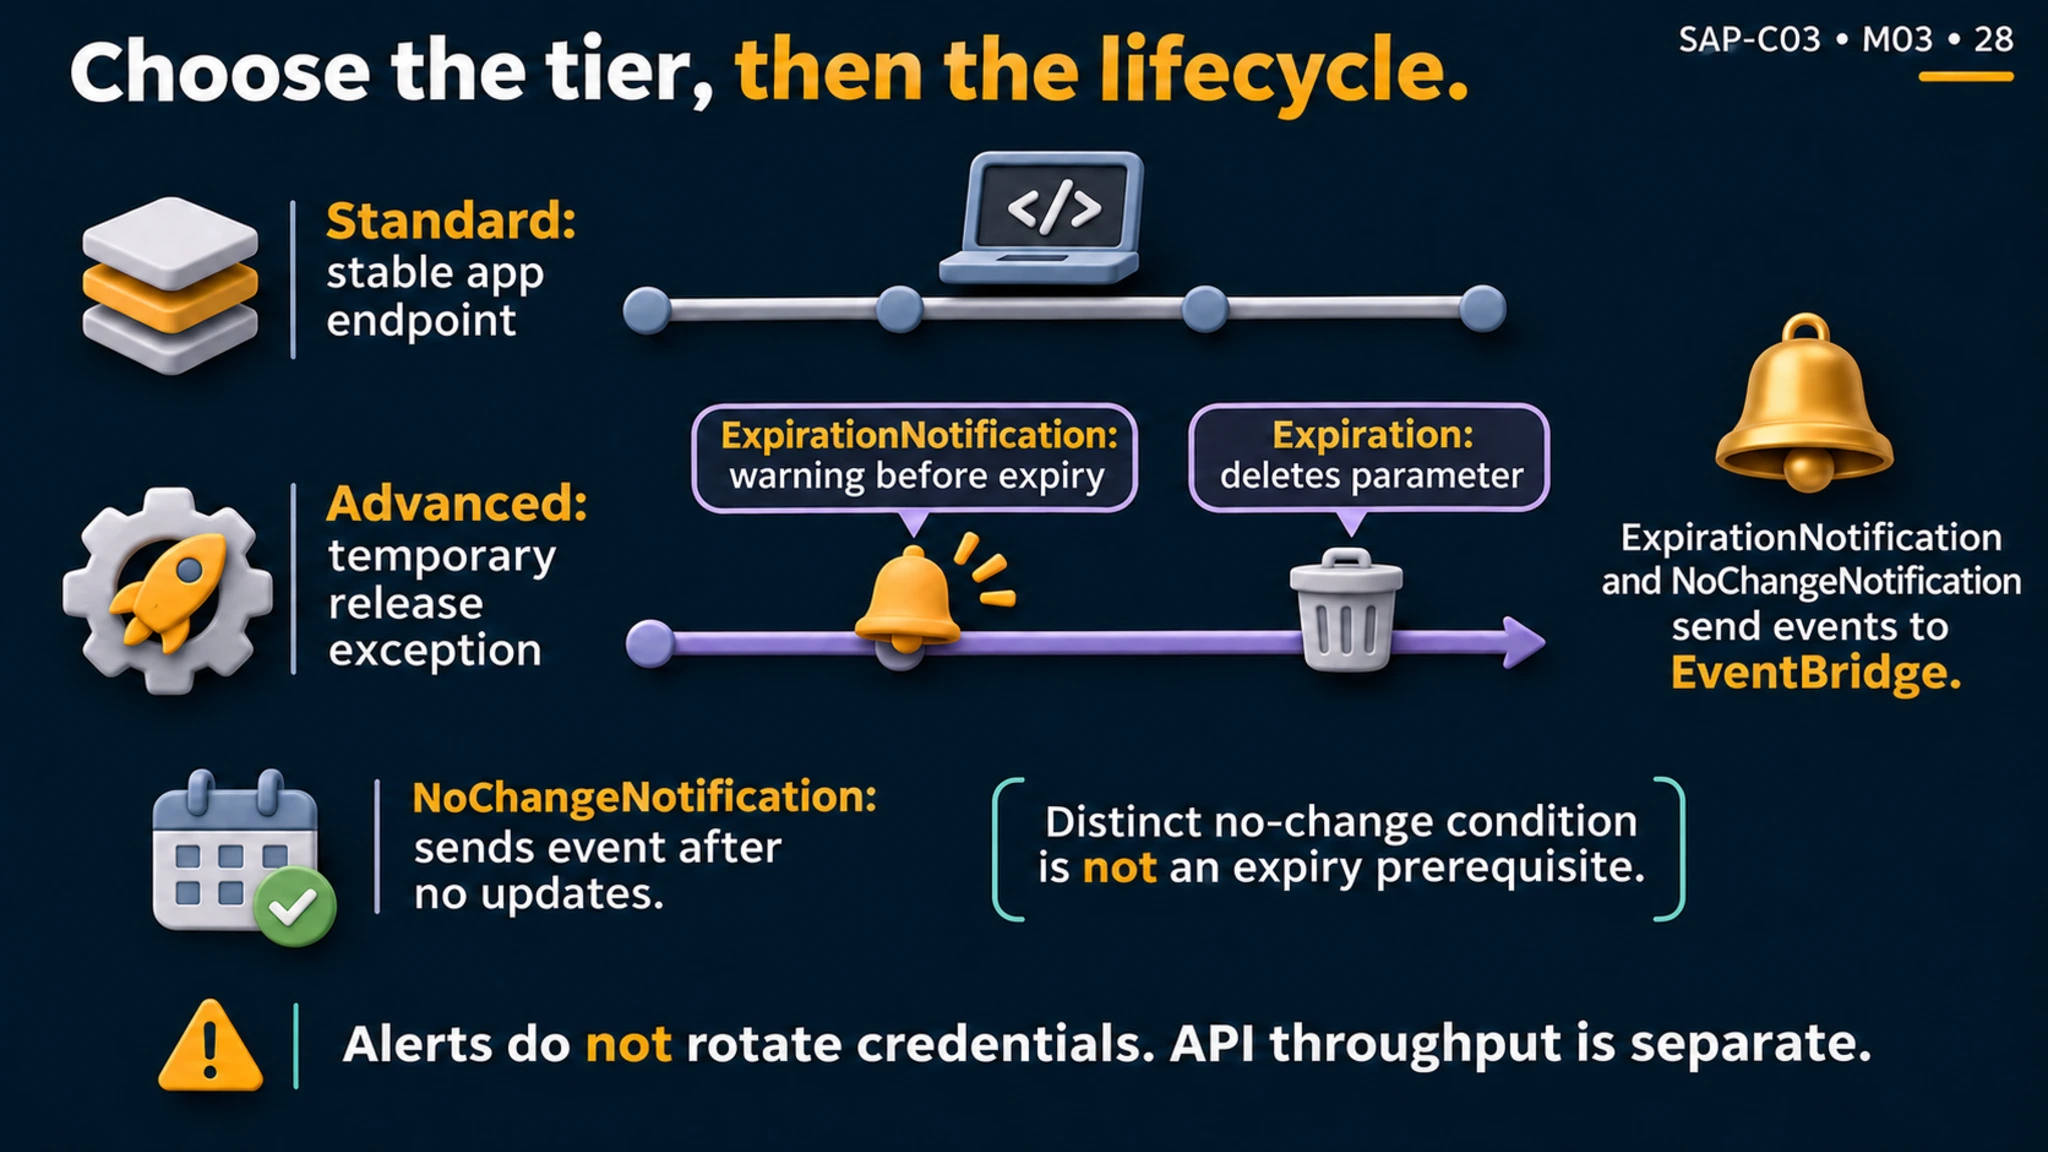 Choose the tier, then the lifecycle.
SAP-C03 • M03 • 28
</>
Standard:
stable app
endpoint
ExpirationNotification:
warning before expiry
Expiration:
deletes parameter
Advanced:
temporary
release
exception
ExpirationNotification
and NoChangeNotification
send events to
EventBridge.
NoChangeNotification:
sends event after
no updates.
Distinct no-change condition
is not an expiry prerequisite.
Alerts do not rotate credentials. API throughput is separate.